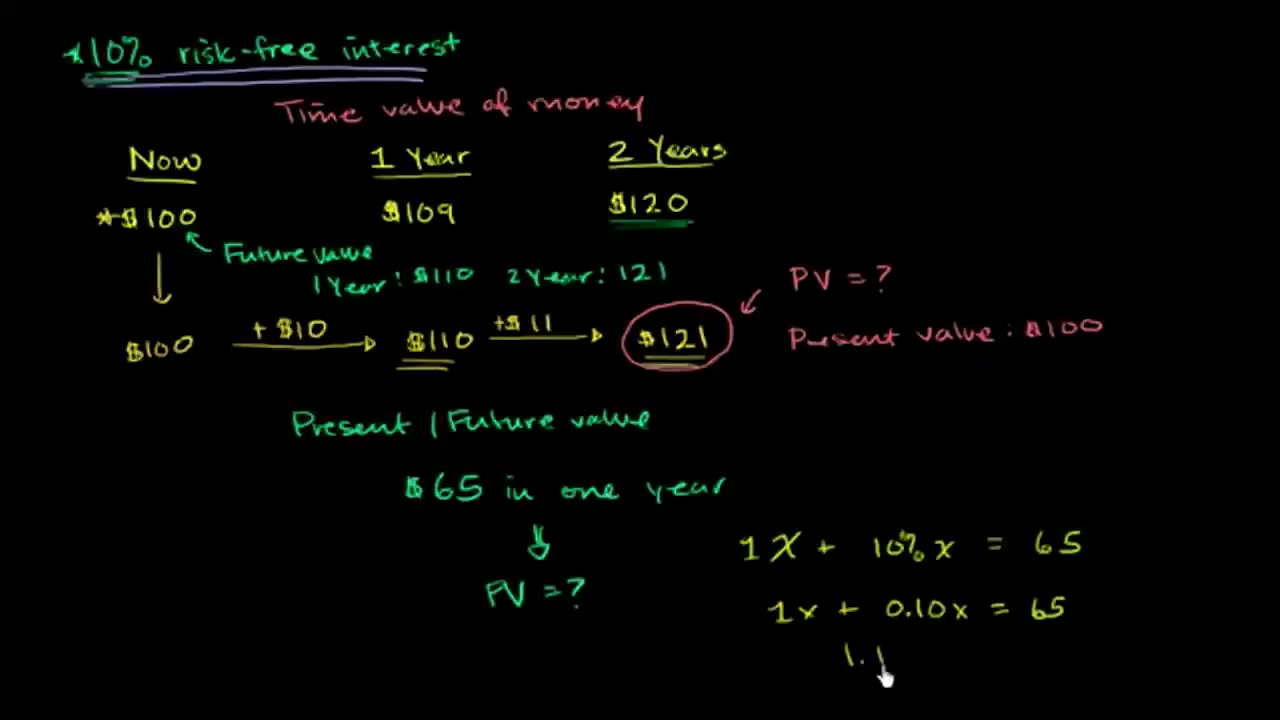 *10% risk-free interest
Time value of money
Now 1 Year 2 Years
*$100 $109 $120
Future value
1 Year: $110 2 Year: 121
PV = ?
$100 + $10 $110 +$11 $121
Present value: $100
Present / Future value
$65 in one year
1X + 10% x = 65
PV = ?
1x + 0.10x = 65
1.1